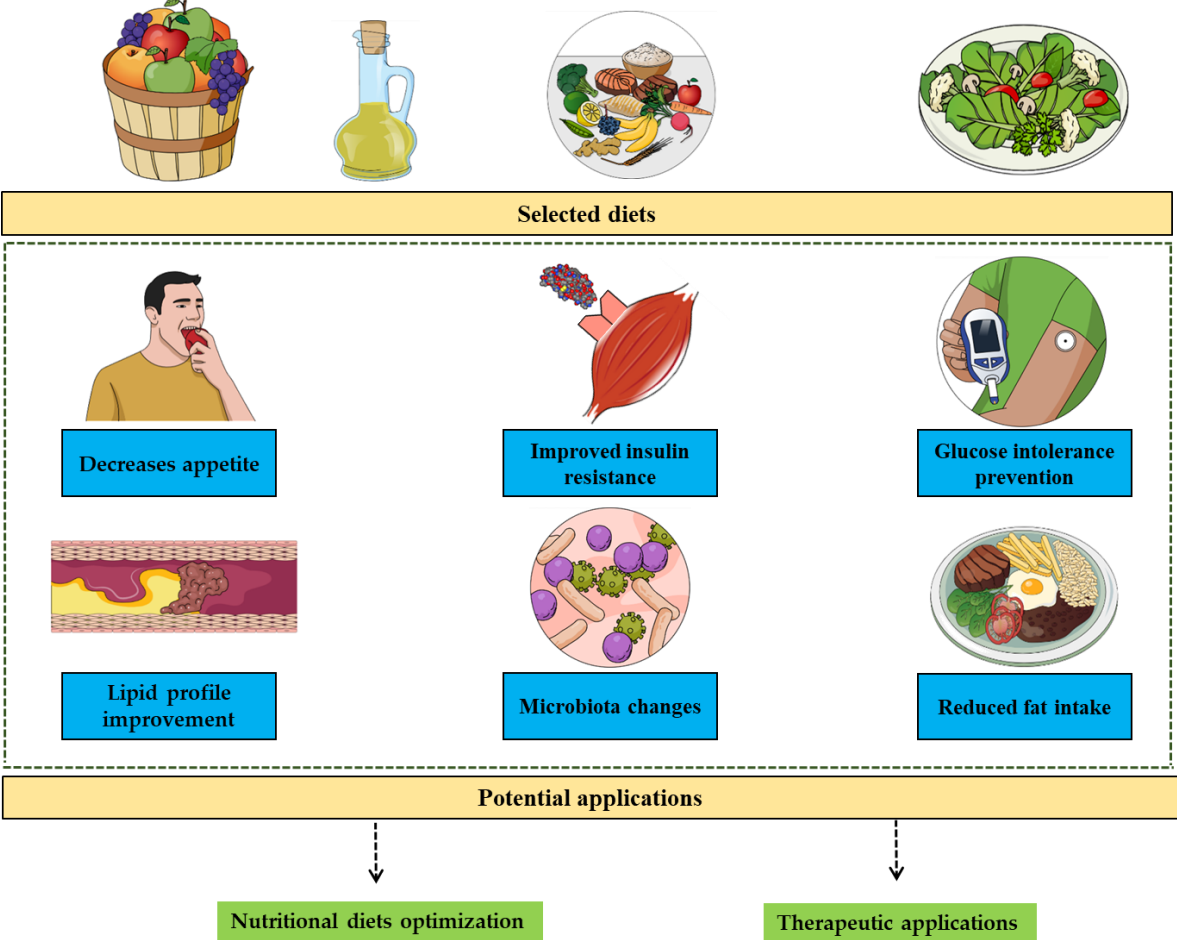 Selected diets
Decreases appetite
Improved insulin
resistance
Glucose intolerance
prevention
Lipid profile
improvement
Microbiota changes
Reduced fat intake
Potential applications
Nutritional diets optimization
Therapeutic applications